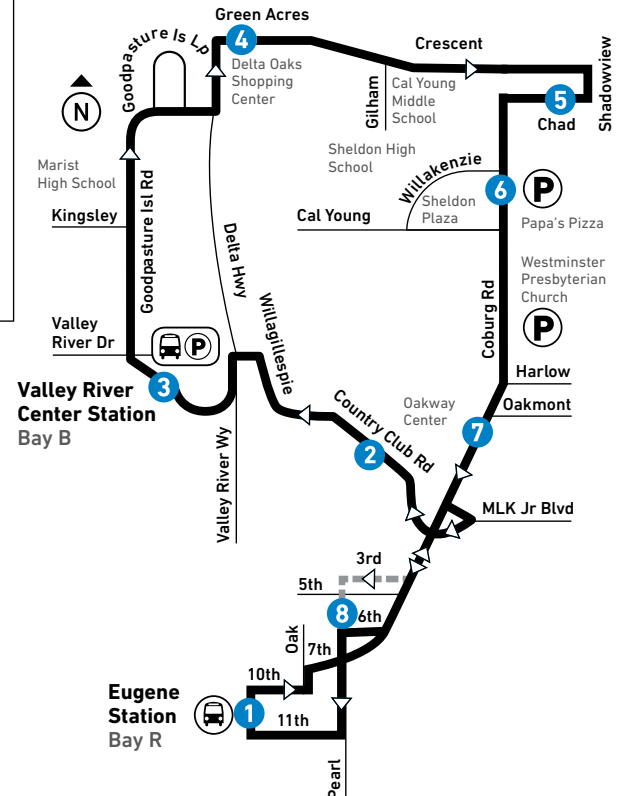 Green Acres
4
Delta Oaks
Shopping
Center
Crescent
Goodpasture Is Lp
N
Gilham
Cal Young
Middle
School
5
Chad
Shadowview
Marist
High School
Sheldon High
School
Willakenzie
6
P
Sheldon
Plaza
Papa's Pizza
Kingsley
Cal Young
Goodpasture Isl Rd
Delta Hwy
Westminster
Presbyterian
Church
P
Coburg Rd
Willagillespie
Valley
River Dr
P
Harlow
Valley River
Center Station
Bay B
3
Oakway
Center
Oakmont
7
Country Club Rd
2
Valley River Wy
MLK Jr Blvd
3rd
5th
8
6th
Oak
7th
10th
Eugene
Station
Bay R
1
11th
Pearl